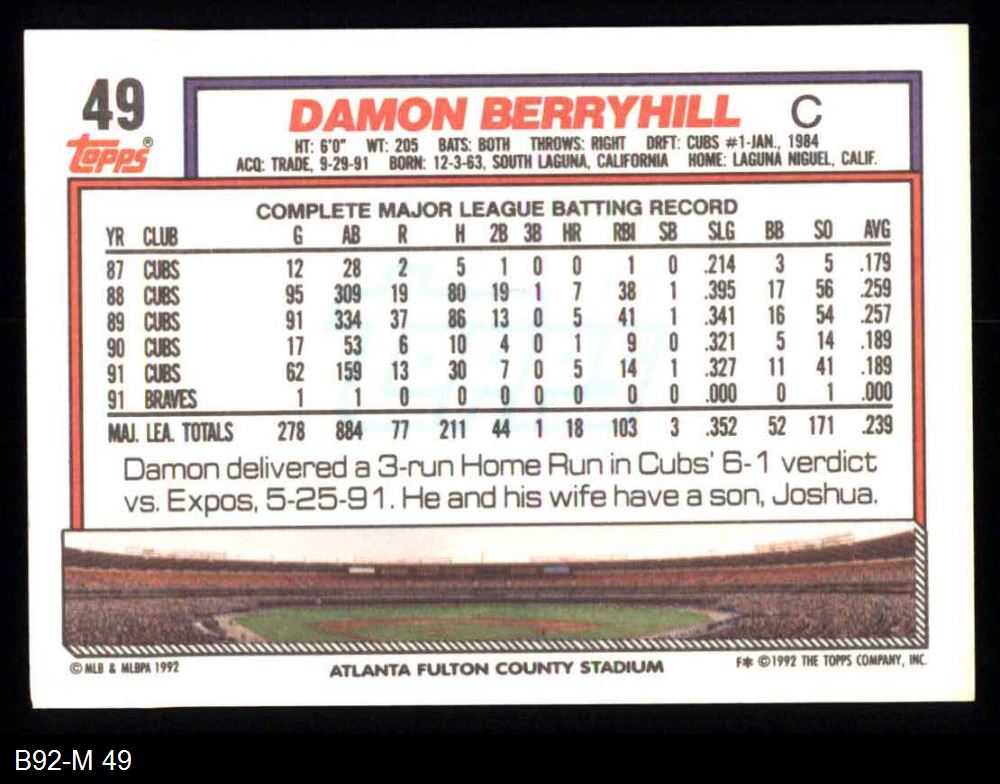 49
topps®
DAMON BERRYHILL C
HT: 6'0" WT: 205 BATS: BOTH THROWS: RIGHT DRFT: CUBS #1-JAN., 1984
ACQ: TRADE, 9-29-91 BORN: 12-3-63, SOUTH LAGUNA, CALIFORNIA HOME: LAGUNA NIGUEL, CALIF.
COMPLETE MAJOR LEAGUE BATTING RECORD
YR CLUB G AB R H 2B 3B HR RBI SB SLG BB SO AVG
87 CUBS 12 28 2 5 1 0 0 1 0 .214 3 5 .179
88 CUBS 95 309 19 80 19 1 7 38 1 .395 17 56 .259
89 CUBS 91 334 37 86 13 0 5 41 1 .341 16 54 .257
90 CUBS 17 53 6 10 4 0 1 9 0 .321 5 14 .189
91 CUBS 62 159 13 30 7 0 5 14 1 .327 11 41 .189
91 BRAVES 1 1 0 0 0 0 0 0 0 .000 0 1 .000
MAJ. LEA. TOTALS 278 884 77 211 44 1 18 103 3 .352 52 171 .239
Damon delivered a 3-run Home Run in Cubs' 6-1 verdict
vs. Expos, 5-25-91. He and his wife have a son, Joshua.
© MLB & MLBPA 1992
ATLANTA FULTON COUNTY STADIUM
F* ©1992 THE TOPPS COMPANY, INC.
B92-M 49